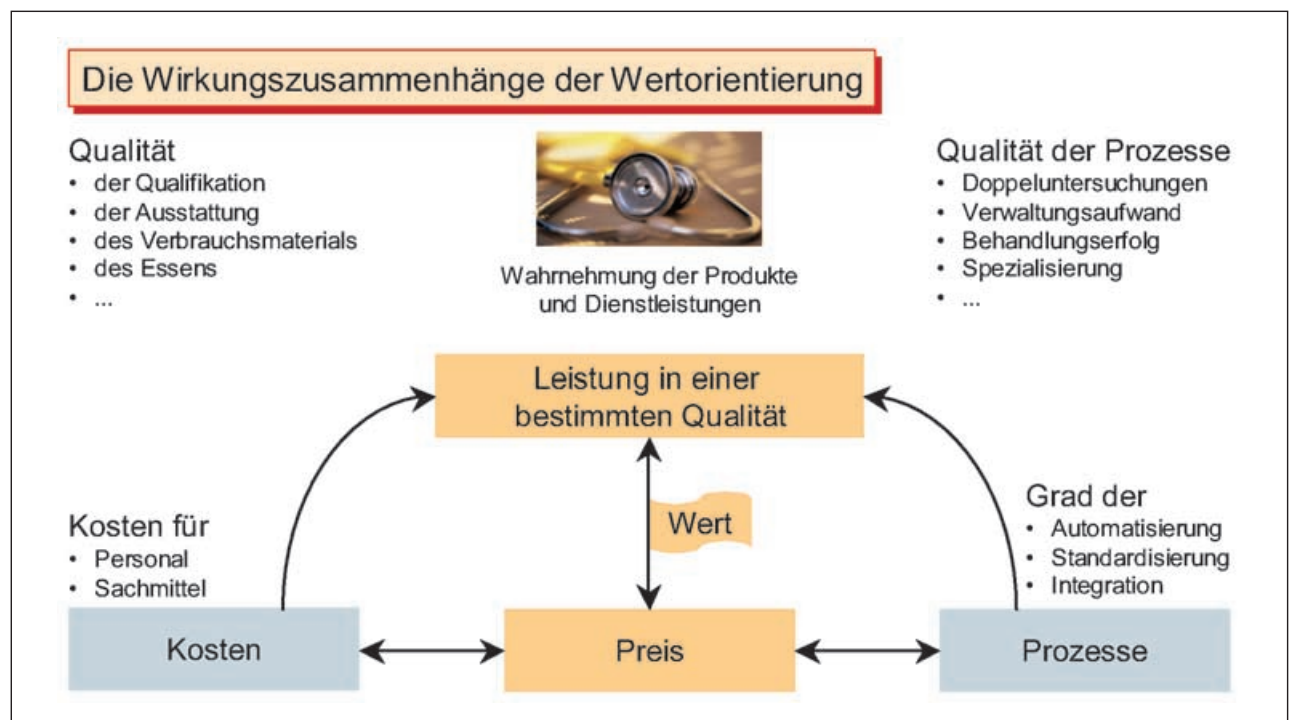 Die Wirkungszusammenhänge der Wertorientierung
Qualität
• der Qualifikation
• der Ausstattung
• des Verbrauchsmaterials
• des Essens
• ...
Wahrnehmung der Produkte
und Dienstleistungen
Qualität der Prozesse
• Doppeluntersuchungen
• Verwaltungsaufwand
• Behandlungserfolg
• Spezialisierung
• ...
Leistung in einer
bestimmten Qualität
Wert
Kosten für
• Personal
• Sachmittel
Grad der
• Automatisierung
• Standardisierung
• Integration
Kosten
Preis
Prozesse